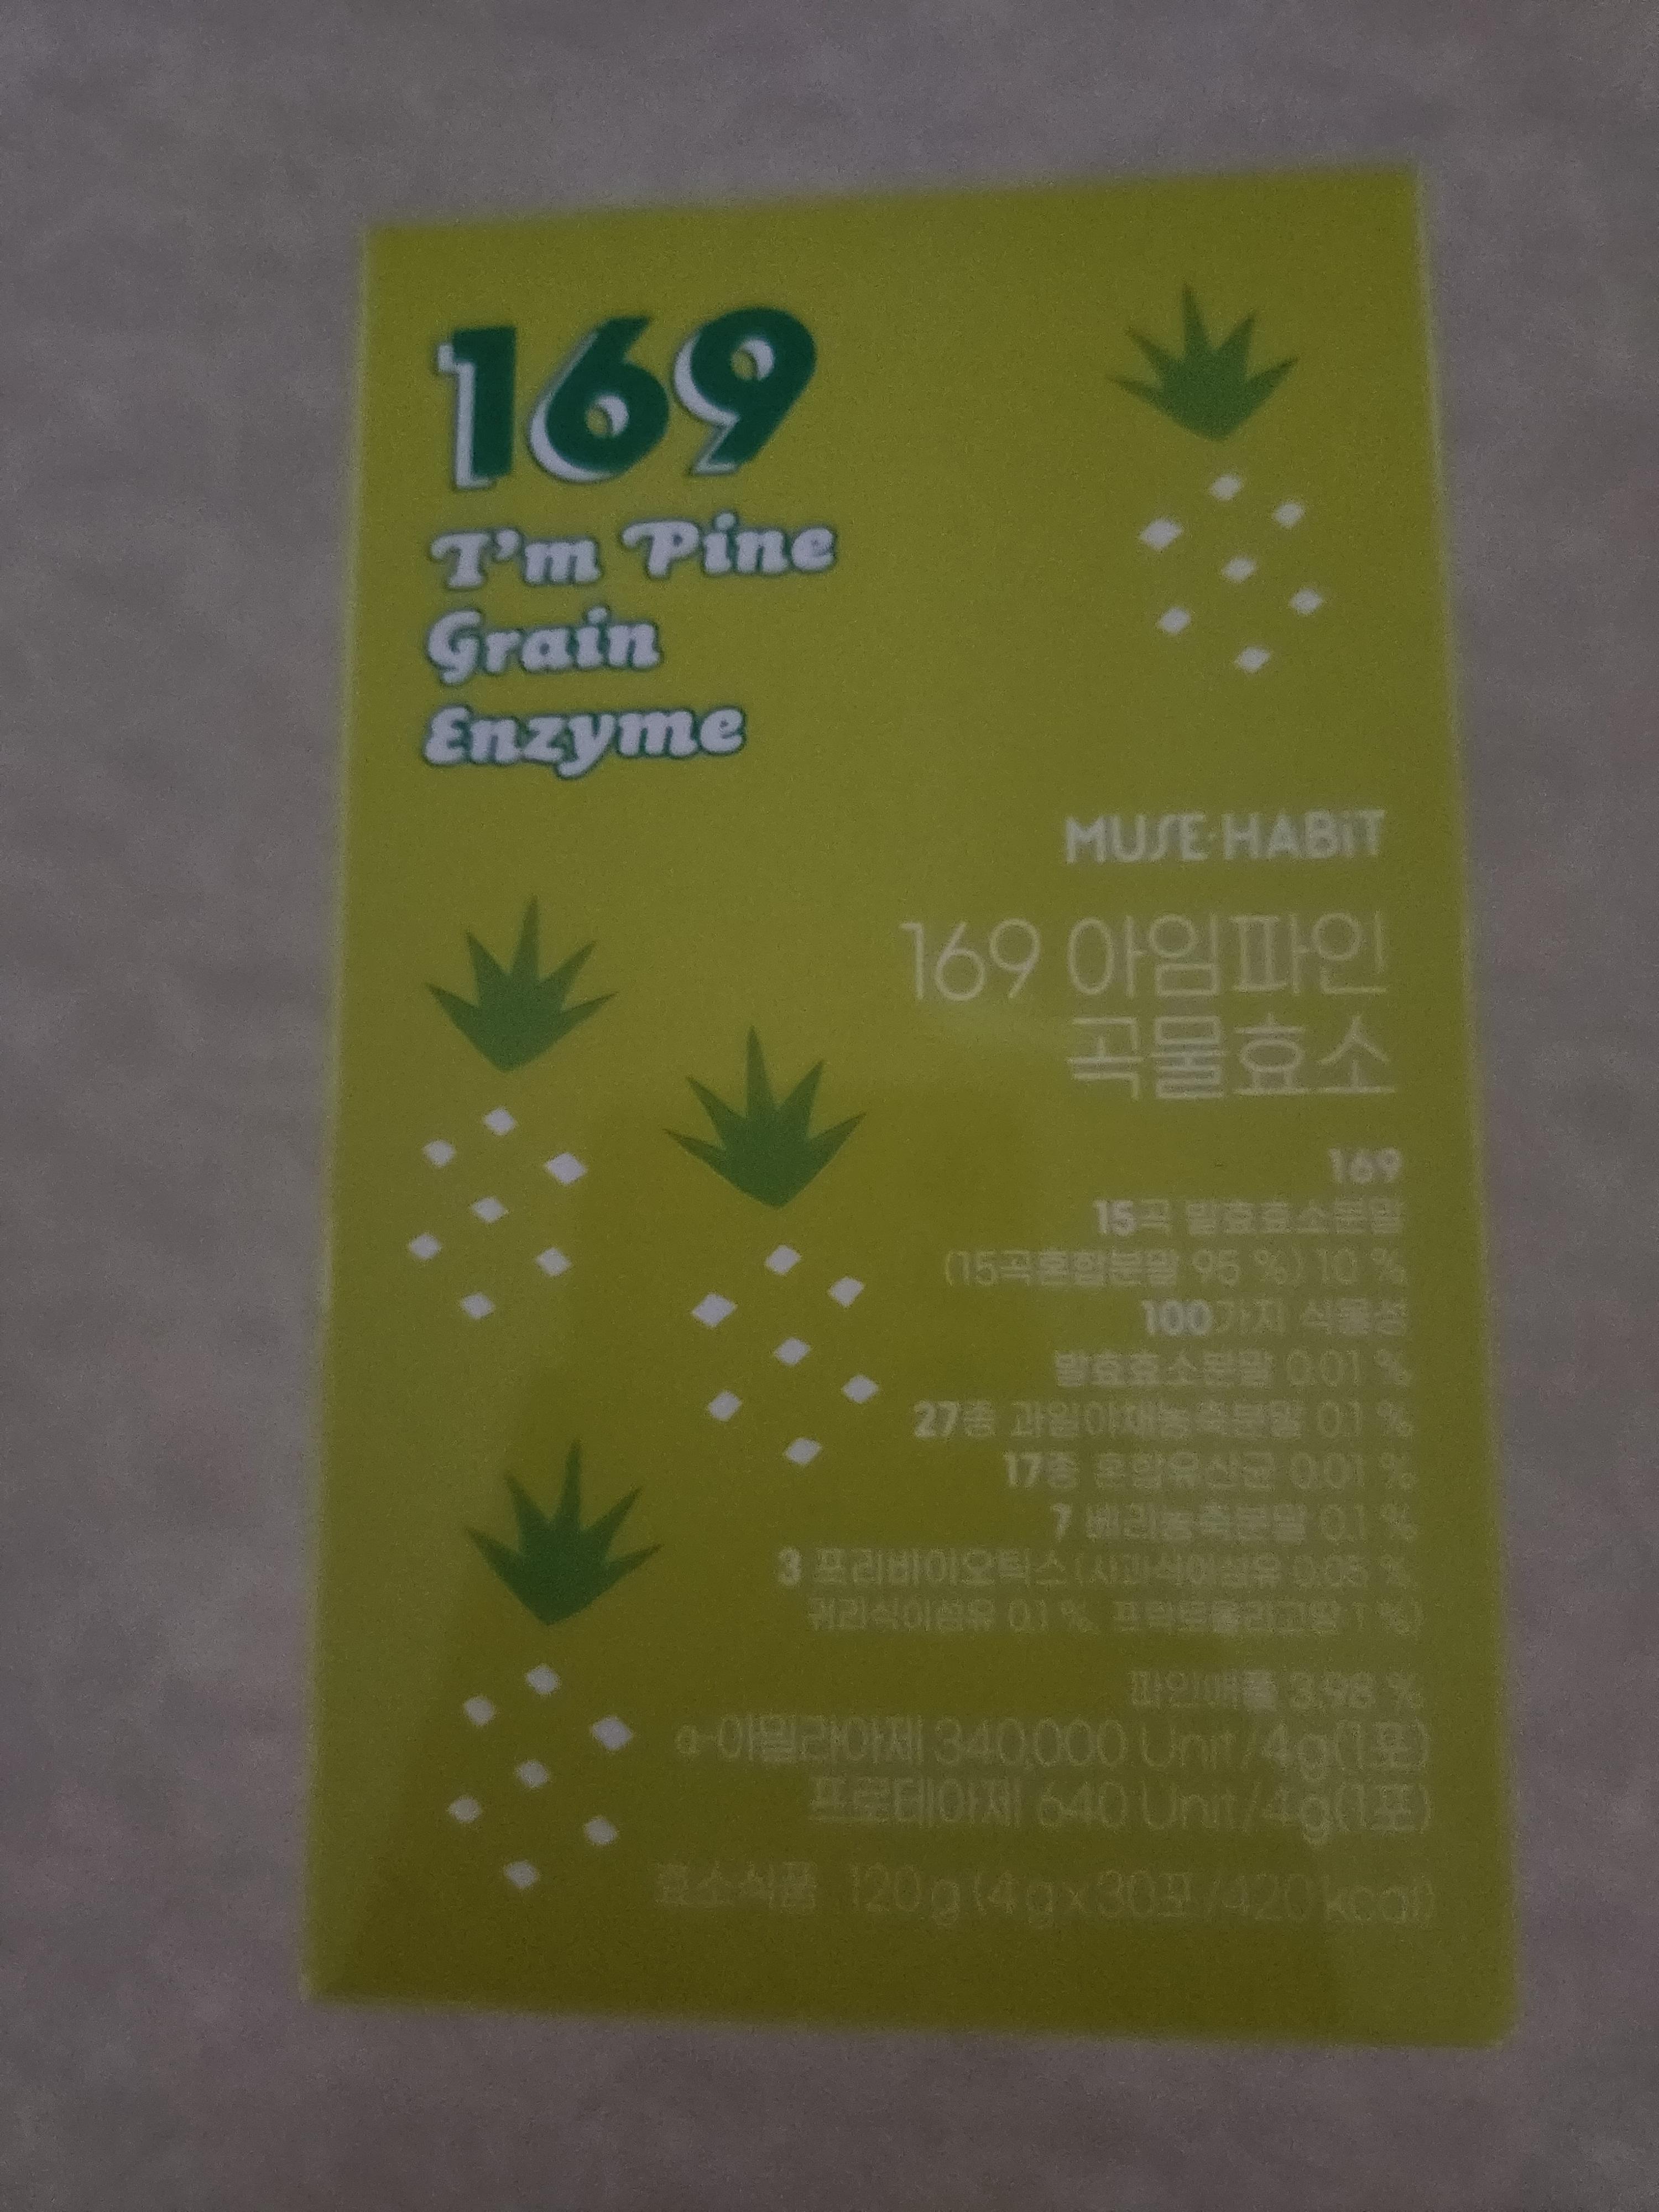 169
I'm Pine
Grain
Enzyme
MUSE·HABiT
169 아임파인
곡물효소
169
15곡 발효효소분말
(15곡혼합분말 95 %) 10 %
100가지 식물성
발효효소분말 0.01 %
27종 과일야채농축분말 0.1 %
17종 혼합유산균 0.01 %
7 베리농축분말 0.1 %
3 프리바이오틱스(사과식이섬유 0.05 %,
귀리식이섬유 0.1 %, 프락토올리고당 1 %)
파인애플 3.98 %
α-아밀라아제 340,000 Unit/4g(1포)
프로테아제 640 Unit/4g(1포)
효소식품 120g (4g x 30포/420 kcal)